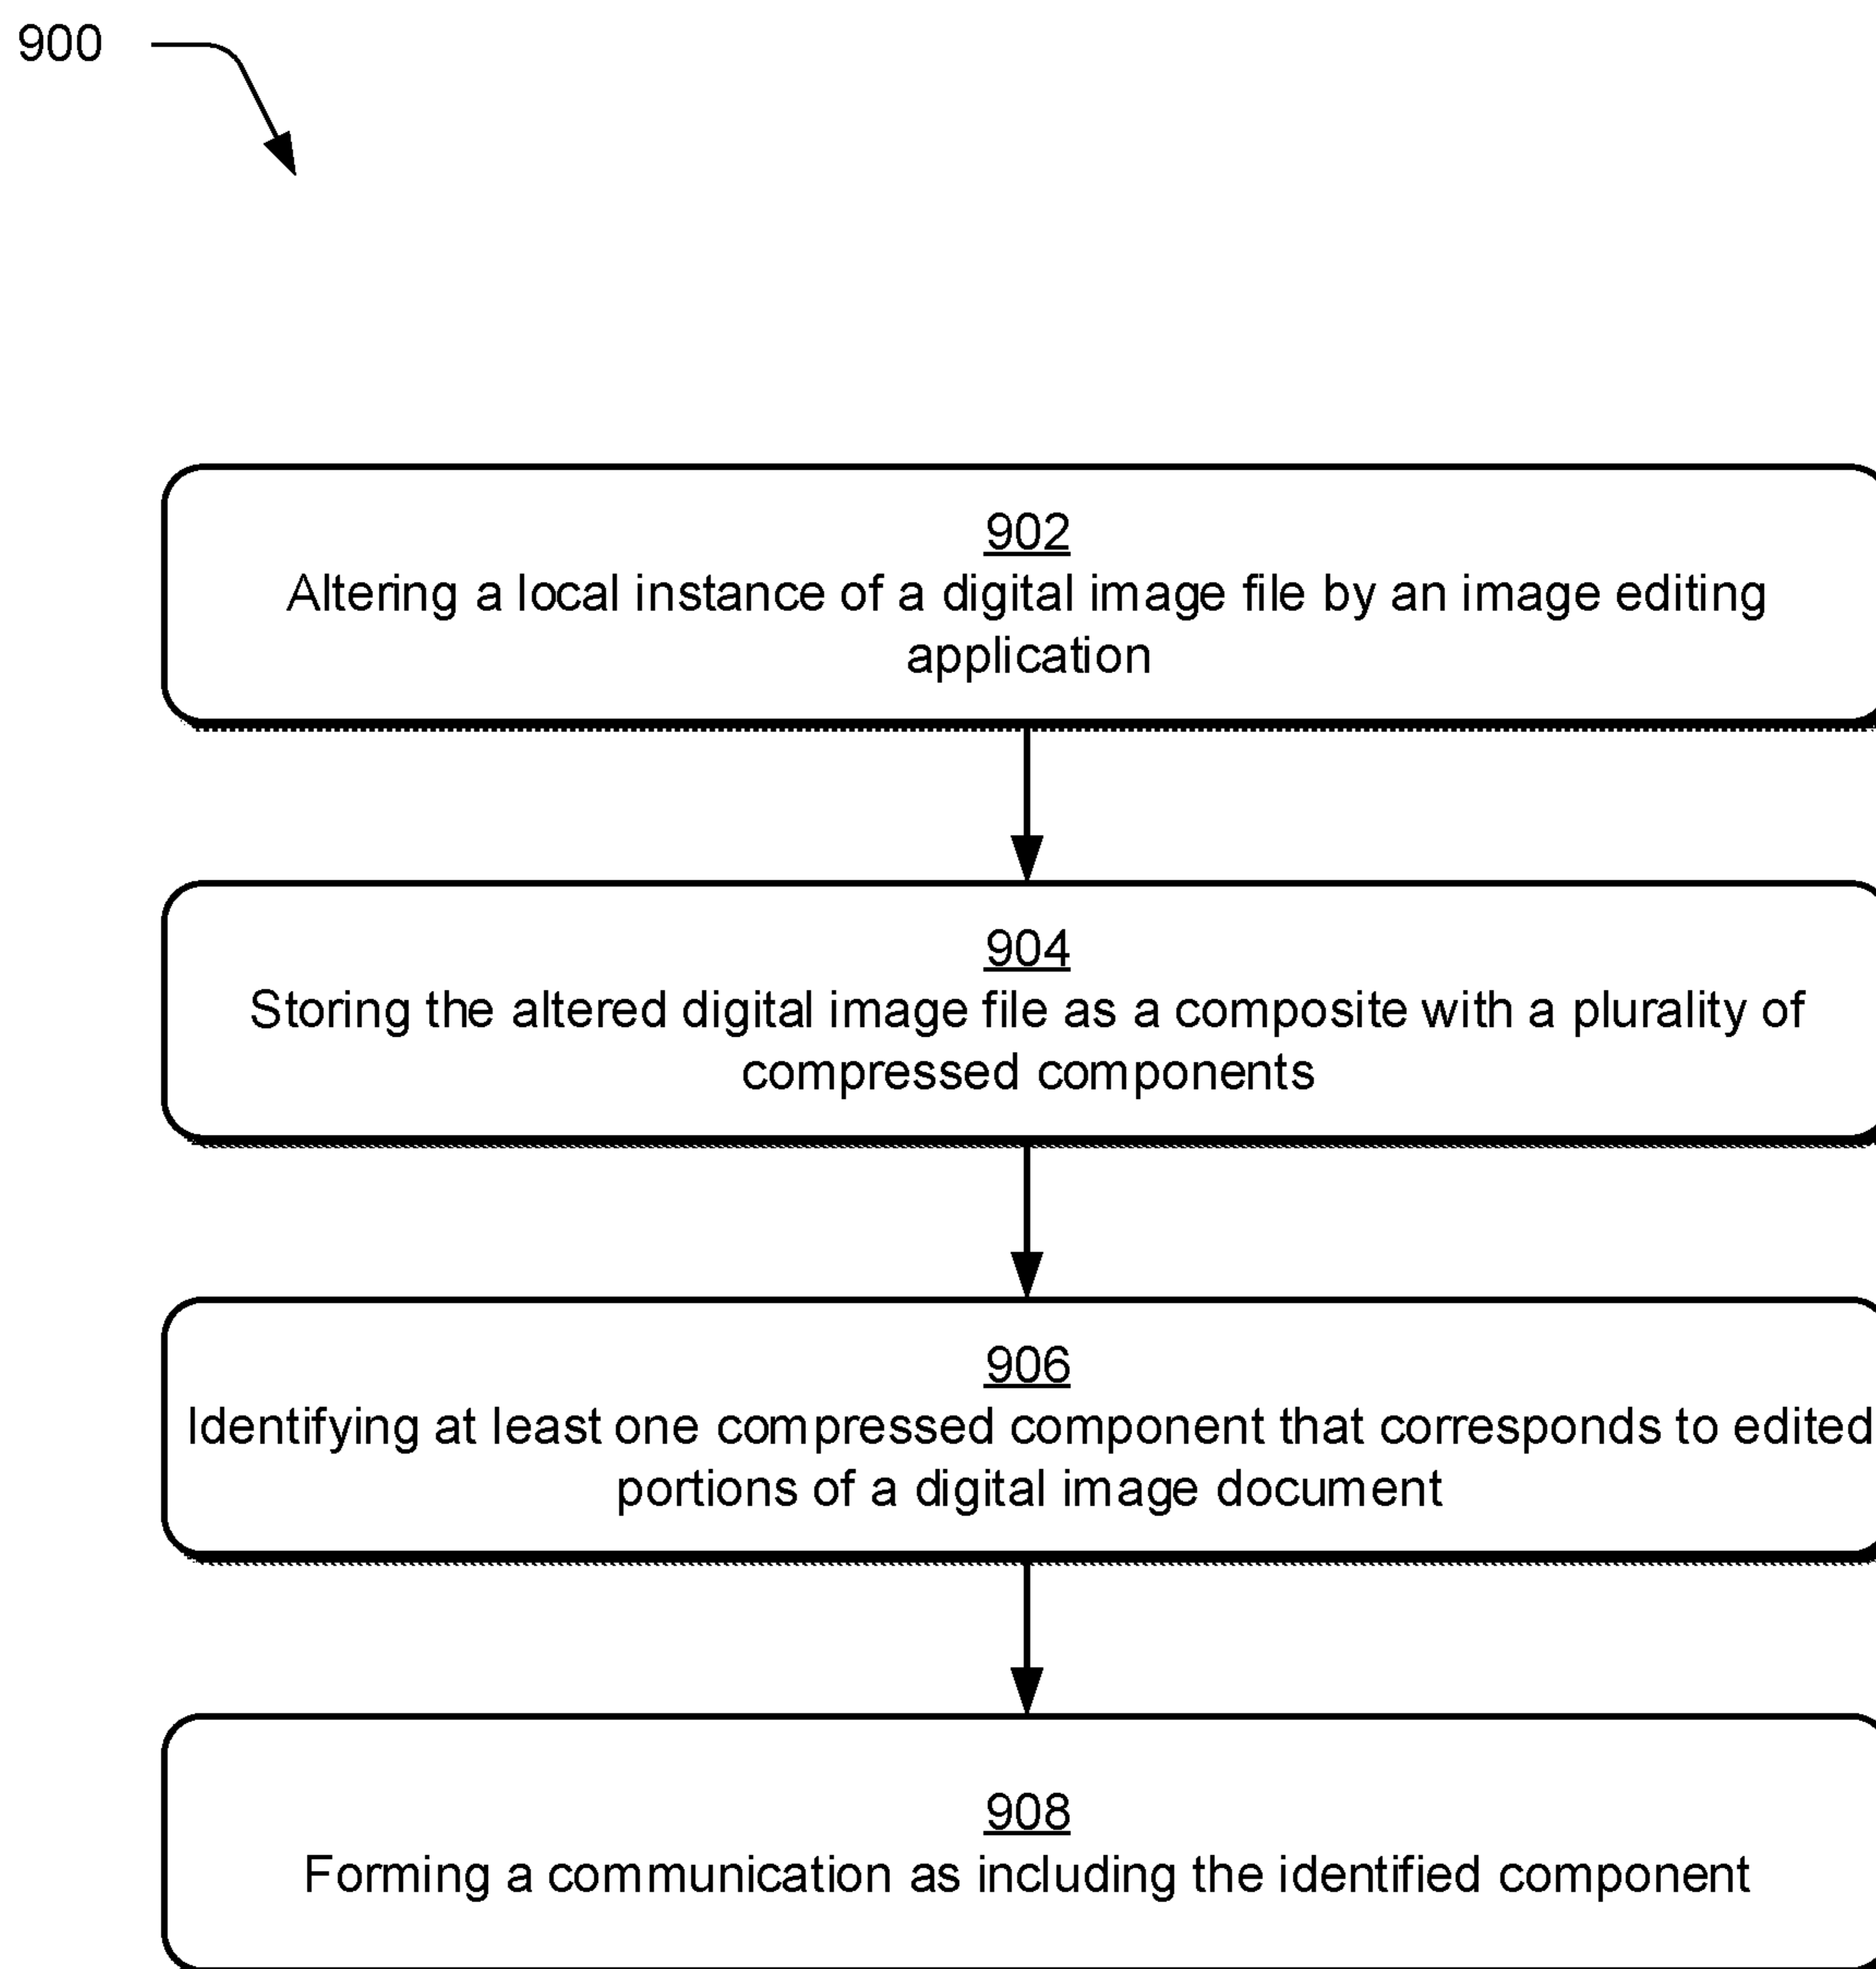 900
902
Altering a local instance of a digital image file by an image editing
application
904
Storing the altered digital image file as a composite with a plurality of
compressed components
906
Identifying at least one compressed component that corresponds to edited
portions of a digital image document
908
Forming a communication as including the identified component